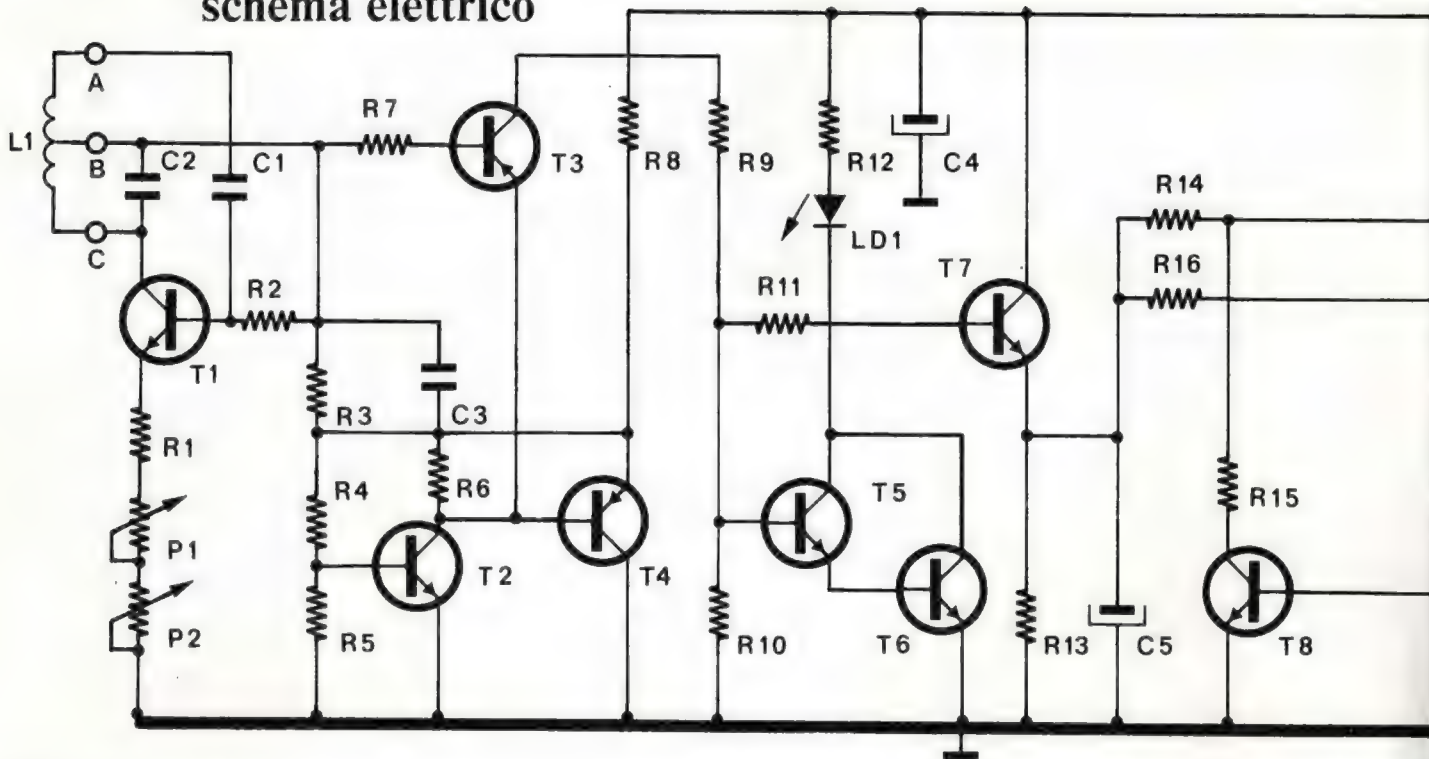 schema elettrico
A
L1
B
C2
C1
C
R7
T3
R8
R9
R12
C4
LD1
R14
R16
T7
R11
R2
T1
R3
C3
R1
R4
R6
T5
R15
P1
T2
T4
P2
R5
R10
T6
R13
C5
T8